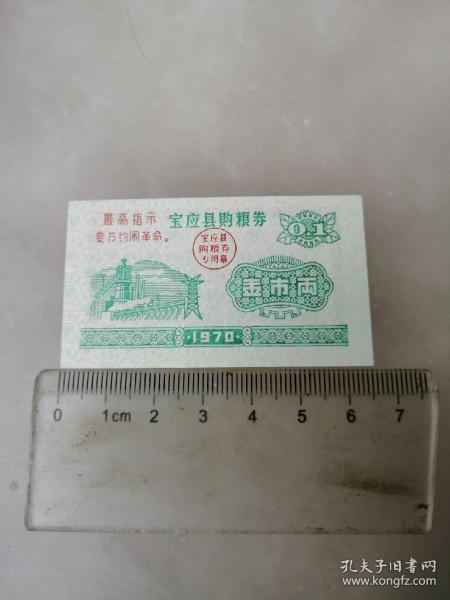 最高指示
要节约闹革命。
宝应县购粮券
0.1
宝应县
购粮券
专用章
壹市两
1970
0 1cm 2 3 4 5 6 7
孔夫子旧书网
www.kongfz.com